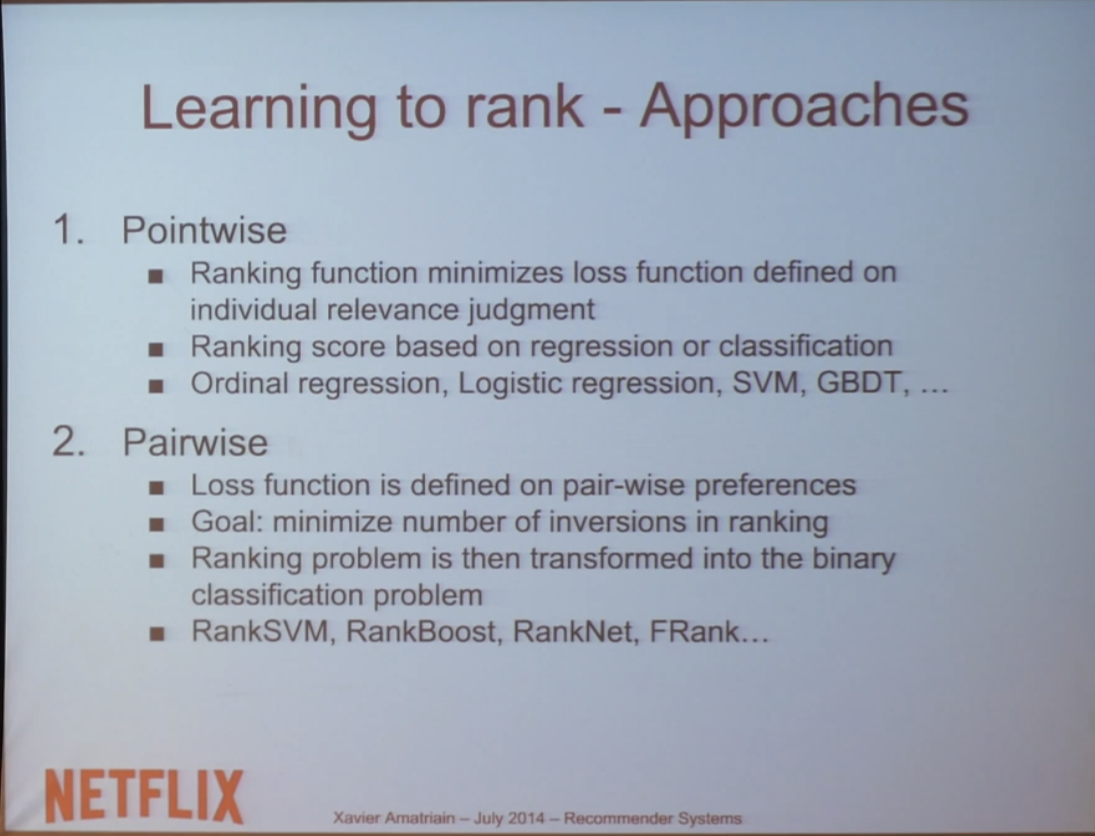 Learning to rank - Approaches
1. Pointwise
■ Ranking function minimizes loss function defined on
individual relevance judgment
■ Ranking score based on regression or classification
■ Ordinal regression, Logistic regression, SVM, GBDT, …
2. Pairwise
■ Loss function is defined on pair-wise preferences
■ Goal: minimize number of inversions in ranking
■ Ranking problem is then transformed into the binary
classification problem
■ RankSVM, RankBoost, RankNet, FRank…
NETFLIX
Xavier Amatriain – July 2014 – Recommender Systems